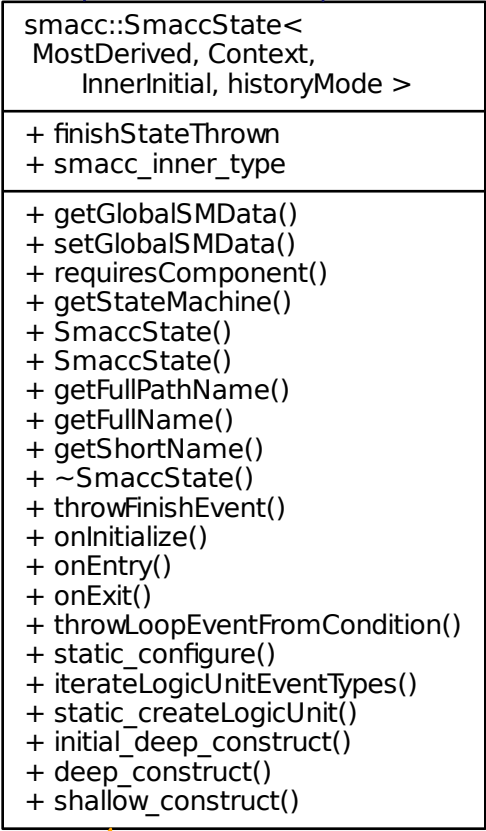 smacc::SmaccState<
MostDerived, Context,
InnerInitial, historyMode >
+ finishStateThrown
+ smacc_inner_type
+ getGlobalSMData()
+ setGlobalSMData()
+ requiresComponent()
+ getStateMachine()
+ SmaccState()
+ SmaccState()
+ getFullPathName()
+ getFullName()
+ getShortName()
+ ~SmaccState()
+ throwFinishEvent()
+ onInitialize()
+ onEntry()
+ onExit()
+ throwLoopEventFromCondition()
+ static_configure()
+ iterateLogicUnitEventTypes()
+ static_createLogicUnit()
+ initial_deep_construct()
+ deep_construct()
+ shallow_construct()